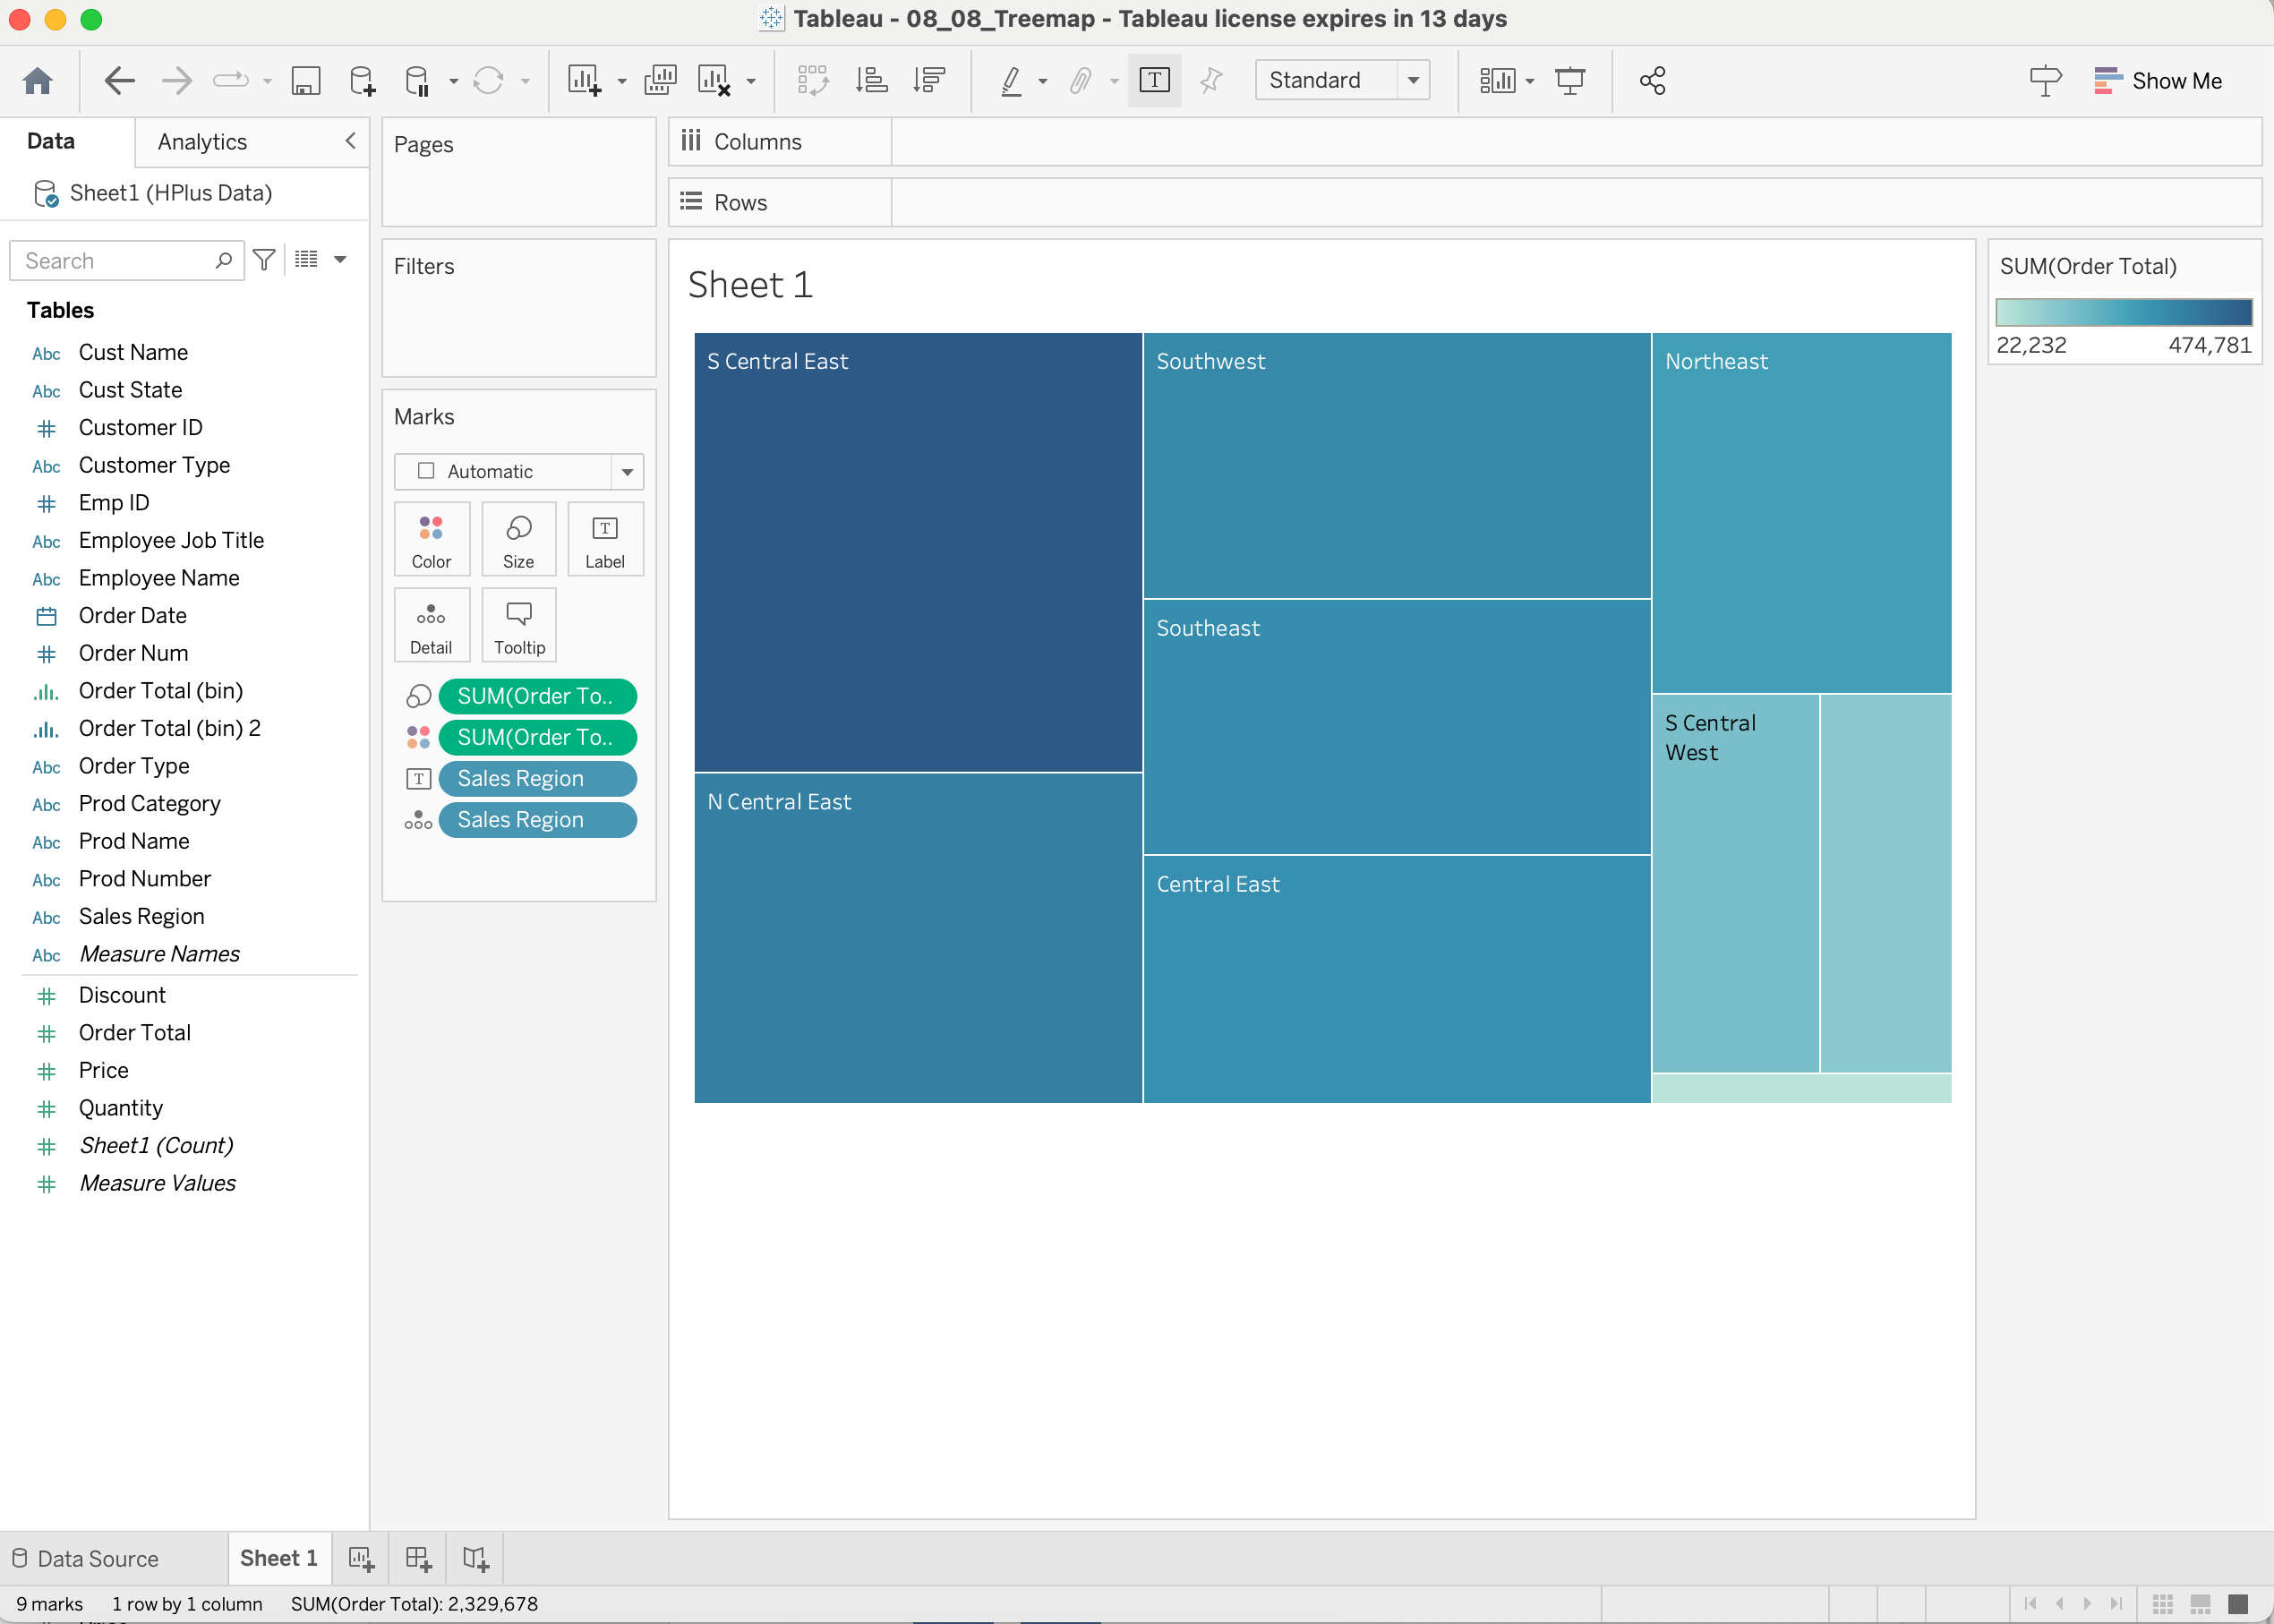 Tableau - 08_08_Treemap - Tableau license expires in 13 days
Standard
Show Me
Data
Analytics
Sheet1 (HPlus Data)
Search
Tables
Abc Cust Name
Abc Cust State
Customer ID
Abc Customer Type
Emp ID
Abc Employee Job Title
Abc Employee Name
Order Date
Order Num
Order Total (bin)
Order Total (bin) 2
Abc Order Type
Abc Prod Category
Abc Prod Name
Abc Prod Number
Abc Sales Region
Abc Measure Names
Discount
Order Total
Price
Quantity
Sheet1 (Count)
Measure Values
Pages
Filters
Marks
Automatic
Color
Size
T
Label
Detail
Tooltip
SUM(Order To..
SUM(Order To..
T Sales Region
Sales Region
Columns
Rows
Sheet 1
S Central East
Southwest
Northeast
Southeast
S Central
West
N Central East
Central East
SUM(Order Total)
22,232 474,781
Data Source
Sheet 1
9 marks 1 row by 1 column SUM(Order Total): 2,329,678